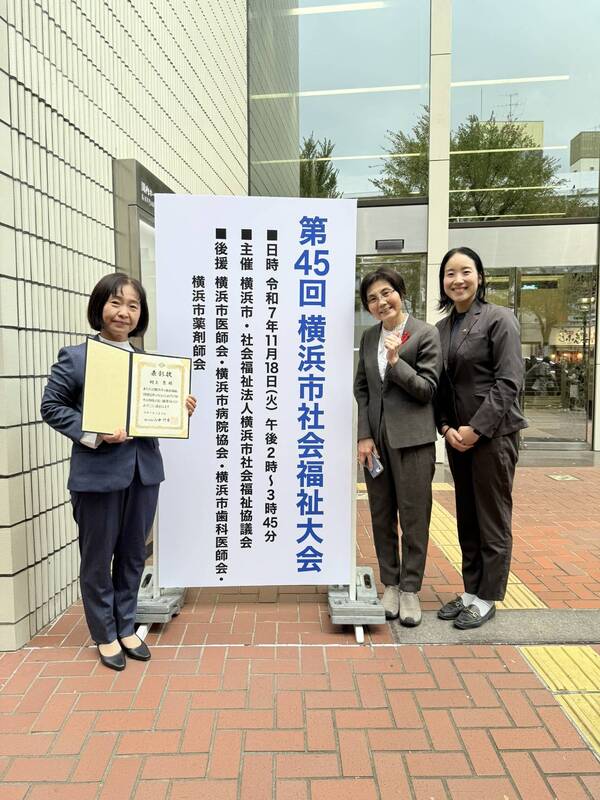 第45回 横浜市社会福祉大会
■日時 令和7年11月18日(火) 午後2時～3時45分
■主催 横浜市・社会福祉法人横浜市社会福祉協議会
■後援 横浜市医師会・横浜市病院協会・横浜市歯科医師会・
横浜市薬剤師会
表彰状